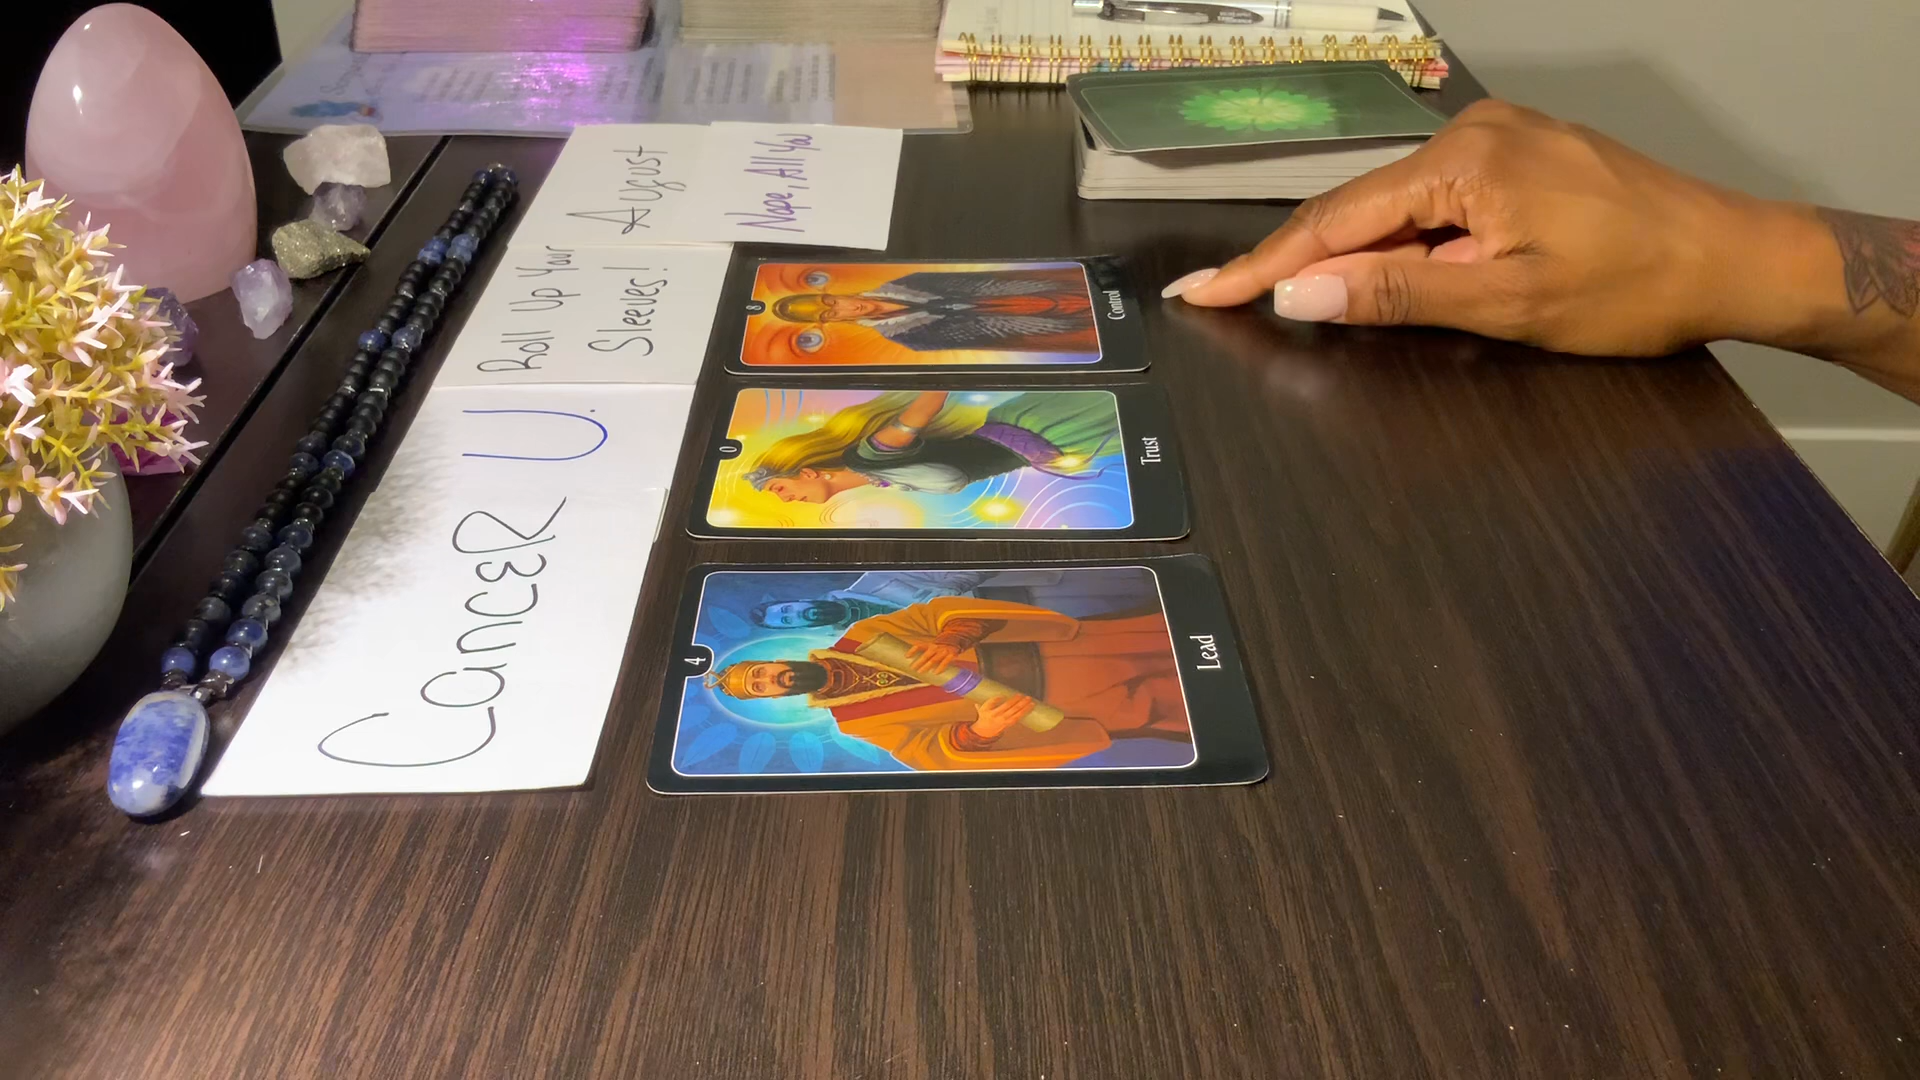 Cancer U.
Roll Up Your
Sleeves!
August
Nope, All You
4
Lead
0
Trust
8
Control